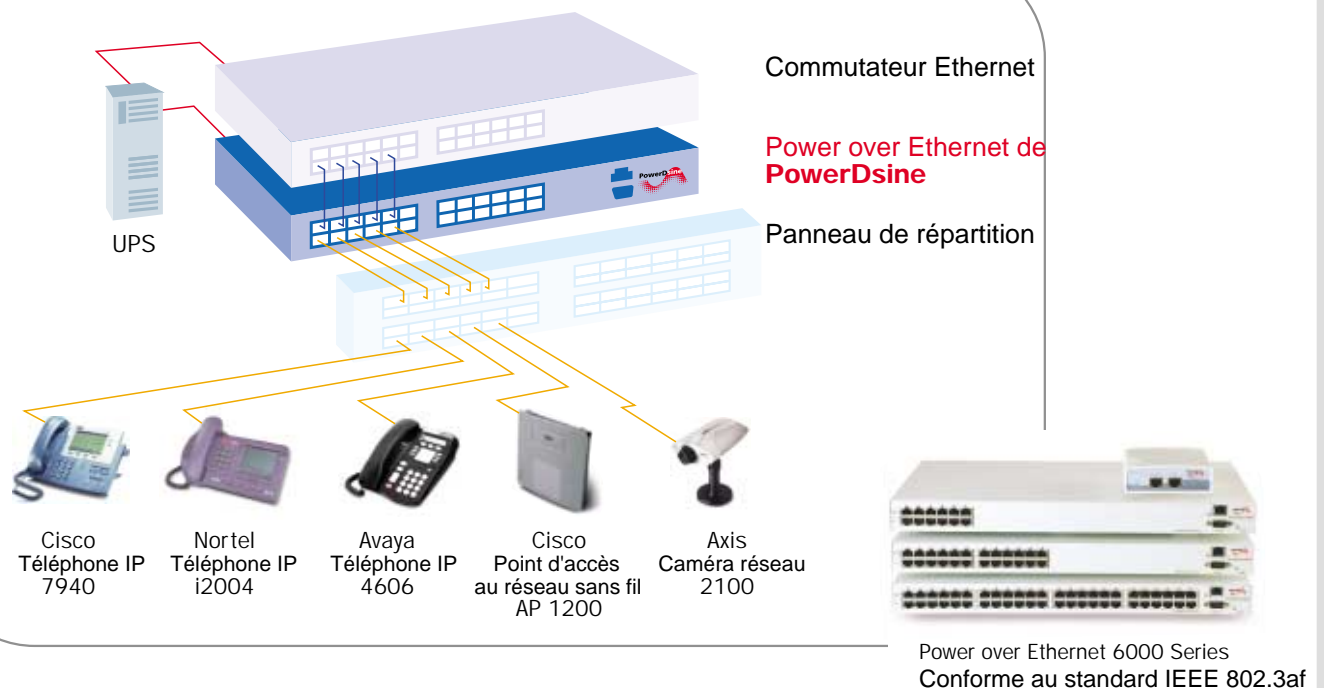 Commutateur Ethernet
Power over Ethernet de
PowerDsine
PowerDsine
Panneau de répartition
UPS
Cisco
Téléphone IP
7940
Nortel
Téléphone IP
i2004
Avaya
Téléphone IP
4606
Cisco
Point d'accès
au réseau sans fil
AP 1200
Axis
Caméra réseau
2100
Power over Ethernet 6000 Series
Conforme au standard IEEE 802.3af